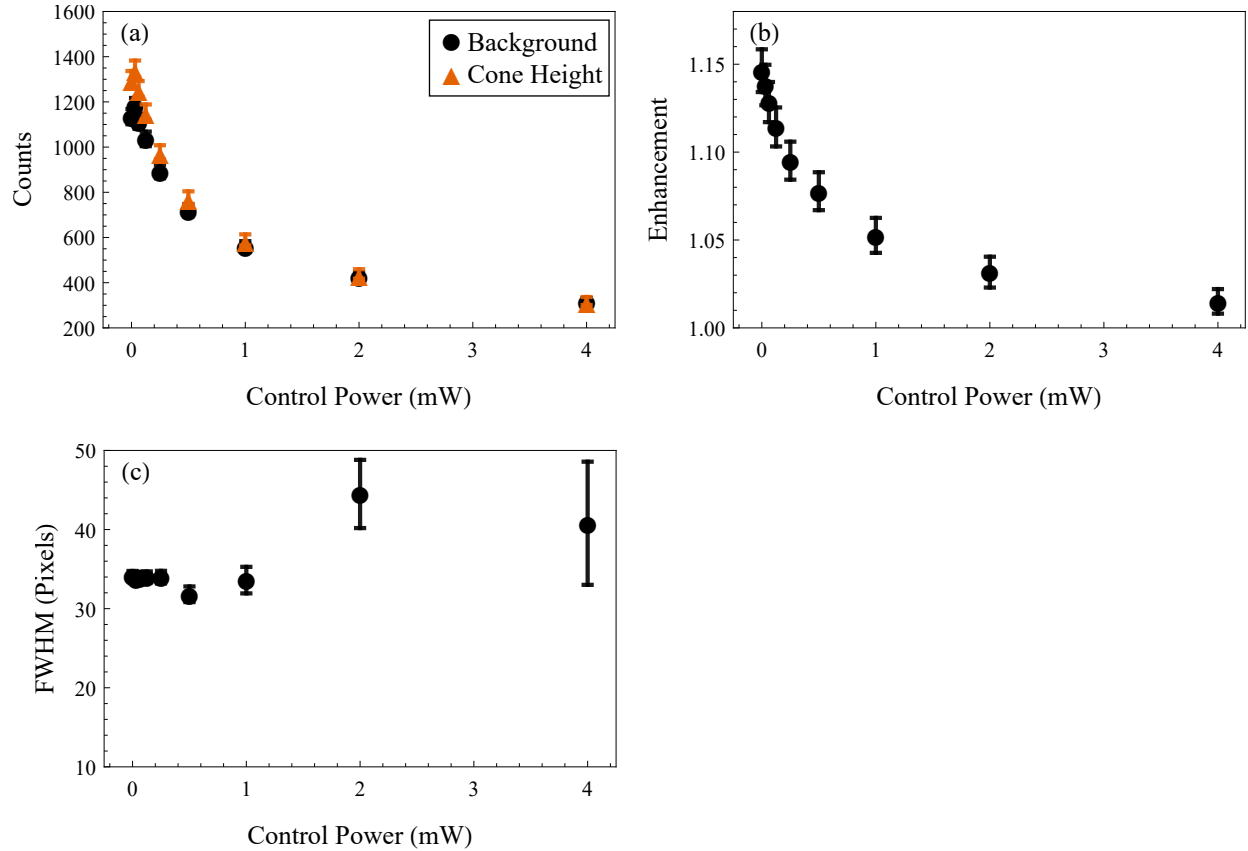 (a)
Background
Cone Height
1600
1400
1200
1000
800
600
400
200
Counts
0 1 2 3 4
Control Power (mW)
(b)
1.15
1.10
1.05
1.00
Enhancement
0 1 2 3 4
Control Power (mW)
(c)
50
40
30
20
10
FWHM (Pixels)
0 1 2 3 4
Control Power (mW)